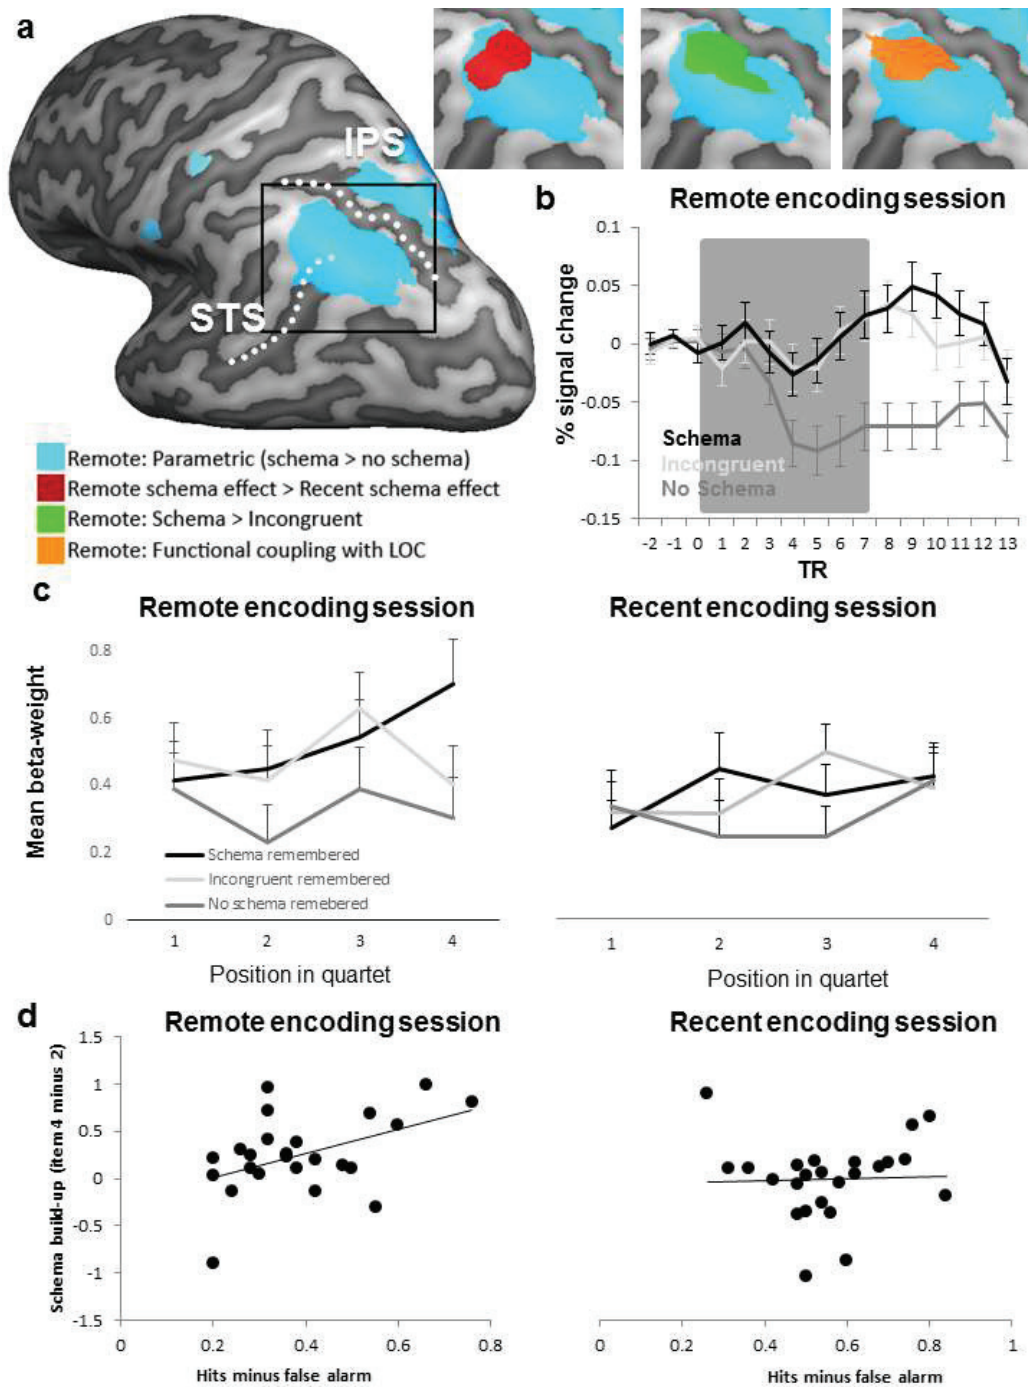 a
IPS
STS
Remote: Parametric (schema > no schema)
Remote schema effect > Recent schema effect
Remote: Schema > Incongruent
Remote: Functional coupling with LOC
b
Remote encoding session
% signal change
0.1
0.05
0
-0.05
-0.1
-0.15
Schema
Incongruent
No Schema
-2 -1 0 1 2 3 4 5 6 7 8 9 10 11 12 13
TR
c
Remote encoding session
Mean beta-weight
0.8
0.6
0.4
0.2
0
Schema remembered
Incongruent remembered
No schema remebered
1 2 3 4
Position in quartet
Recent encoding session
1 2 3 4
Position in quartet
d
Remote encoding session
Schema build-up (item 4 minus 2)
1.5
1
0.5
0
-0.5
-1
-1.5
0 0.2 0.4 0.6 0.8
Hits minus false alarm
Recent encoding session
0 0.2 0.4 0.6 0.8 1
Hits minus false alarm